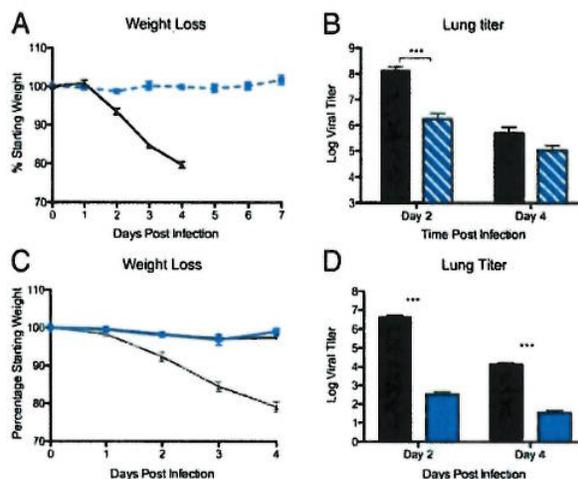 A
Weight Loss
% Starting Weight
110
100
90
80
70
0 1 2 3 4 5 6 7
Days Post Infection
B
Lung titer
Log Viral Titer
9
8
7
6
5
4
3
***
Day 2 Day 4
Time Post Infection
C
Weight Loss
Percentage Starting Weight
110
100
90
80
70
0 1 2 3 4
Days Post Infection
D
Lung Titer
Log Viral Titer
8
7
6
5
4
3
2
1
0
***
***
Day 2 Day 4
Days Post Infection